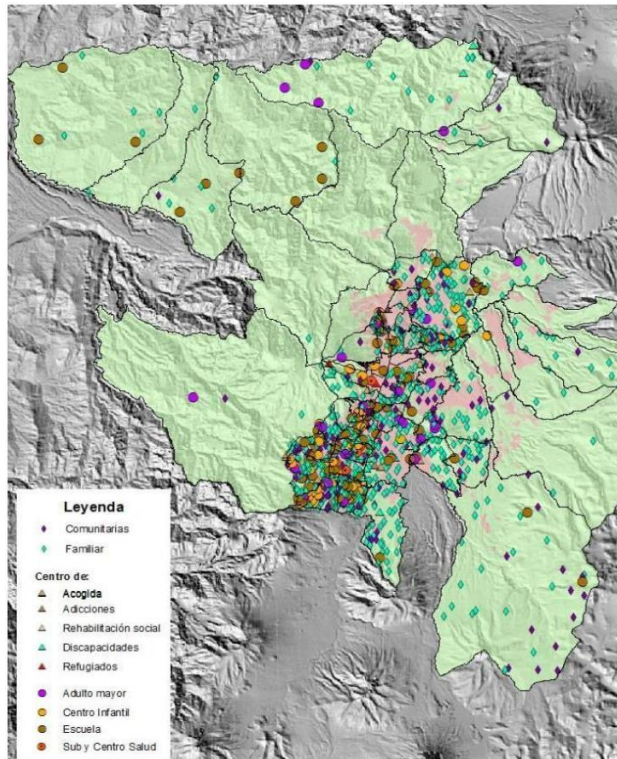 Leyenda
Comunitarias
Familiar
Centro de:
Acogida
Adicciones
Rehabilitación social
Discapacidades
Refugiados
Adulto mayor
Centro Infantil
Escuela
Sub y Centro Salud